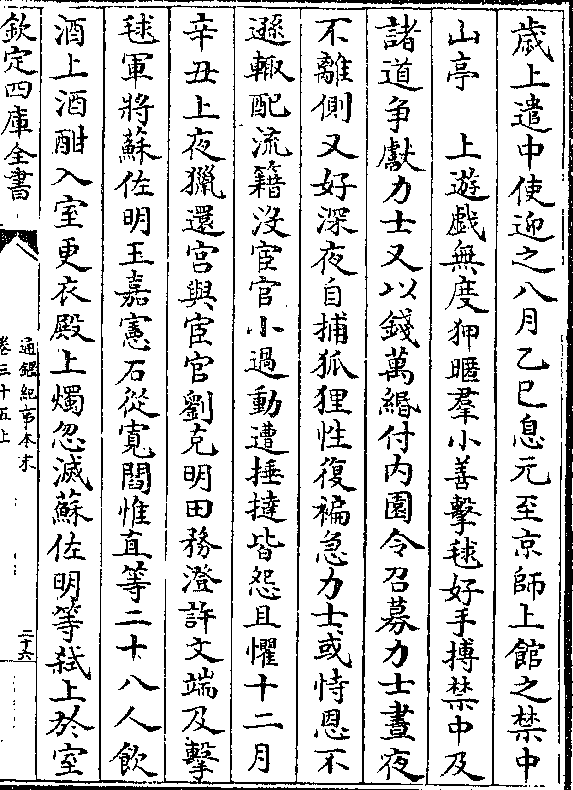 歲上遣中使迎之八月乙巳息元至京師上館之禁中
山亭　上遊戲無度狎暱羣小善擊毬好手搏禁中及
諸道争獻力士又以錢萬緡付内園令召募力士晝夜
不離側又好深夜自捕狐狸性復褊急力士或恃恩不
遜輙配流籍沒宦官小過動遭捶撻皆怨且懼十二月
辛丑上夜獵還宮與宦官劉克明田務澄許文端及擊
毬軍將蘇佐明王嘉憲石從寛閻惟直等二十八人飲
酒上酒酣入室更衣殿上燭忽滅蘇佐明等弑上於室
欽定四庫全書
通鑑紀事本末
卷三十五上
二十六